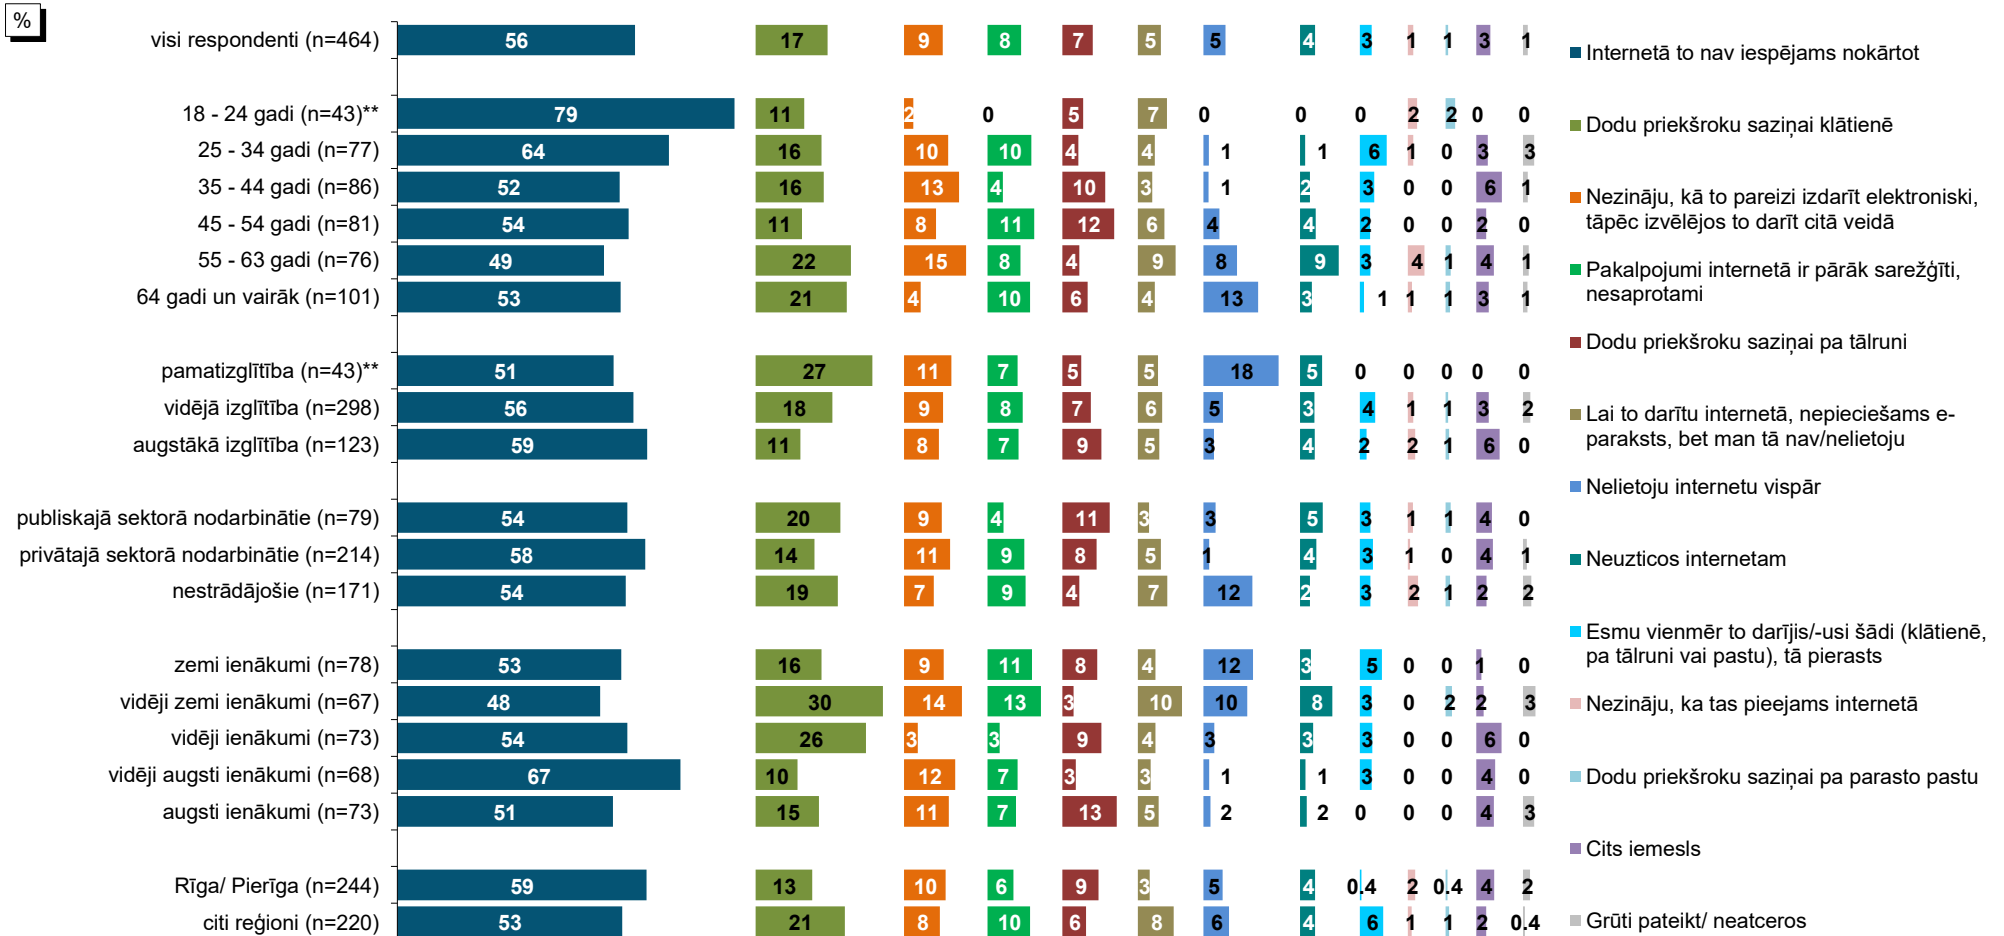 %
visi respondenti (n=464) 56 17 9 8 7 5 5 4 3 1 1 3 1
18 - 24 gadi (n=43)** 79 11 2 0 5 7 0 0 0 2 2 0 0
25 - 34 gadi (n=77) 64 16 10 10 4 4 1 1 6 1 0 3 3
35 - 44 gadi (n=86) 52 16 13 4 10 3 1 2 3 0 0 6 1
45 - 54 gadi (n=81) 54 11 8 11 12 6 4 4 2 0 0 2 0
55 - 63 gadi (n=76) 49 22 15 8 4 9 8 9 3 4 1 4 1
64 gadi un vairāk (n=101) 53 21 4 10 6 4 13 3 1 1 1 3 1
pamatizglītība (n=43)** 51 27 11 7 5 5 18 5 0 0 0 0 0
vidējā izglītība (n=298) 56 18 9 8 7 6 5 3 4 1 1 3 2
augstākā izglītība (n=123) 59 11 8 7 9 5 3 4 2 2 1 6 0
publiskajā sektorā nodarbinātie (n=79) 54 20 9 4 11 3 3 5 3 1 1 4 0
privātajā sektorā nodarbinātie (n=214) 58 14 11 9 8 5 1 4 3 1 0 4 1
nestrādājošie (n=171) 54 19 7 9 4 7 12 2 3 2 1 2 2
zemi ienākumi (n=78) 53 16 9 11 8 4 12 3 5 0 0 1 0
vidēji zemi ienākumi (n=67) 48 30 14 13 3 10 10 8 3 0 2 2 3
vidēji ienākumi (n=73) 54 26 3 3 9 4 3 3 3 0 0 6 0
vidēji augsti ienākumi (n=68) 67 10 12 7 3 3 1 1 3 0 0 4 0
augsti ienākumi (n=73) 51 15 11 7 13 5 2 2 0 0 0 4 3
Rīga/ Pierīga (n=244) 59 13 10 6 9 3 5 4 0.4 2 0.4 4 2
citi reģioni (n=220) 53 21 8 10 6 8 6 4 6 1 1 2 0.4
Internetā to nav iespējams nokārtot
Dodu priekšroku saziņai klātienē
Nezināju, kā to pareizi izdarīt elektroniski,
tāpēc izvēlējos to darīt citā veidā
Pakalpojumi internetā ir pārāk sarežģīti,
nesaprotami
Dodu priekšroku saziņai pa tālruni
Lai to darītu internetā, nepieciešams e-
paraksts, bet man tā nav/nelietoju
Nelietoju internetu vispār
Neuzticos internetam
Esmu vienmēr to darījis/-usi šādi (klātienē,
pa tālruni vai pastu), tā pierasts
Nezināju, ka tas pieejams internetā
Dodu priekšroku saziņai pa parasto pastu
Cits iemesls
Grūti pateikt/ neatceros